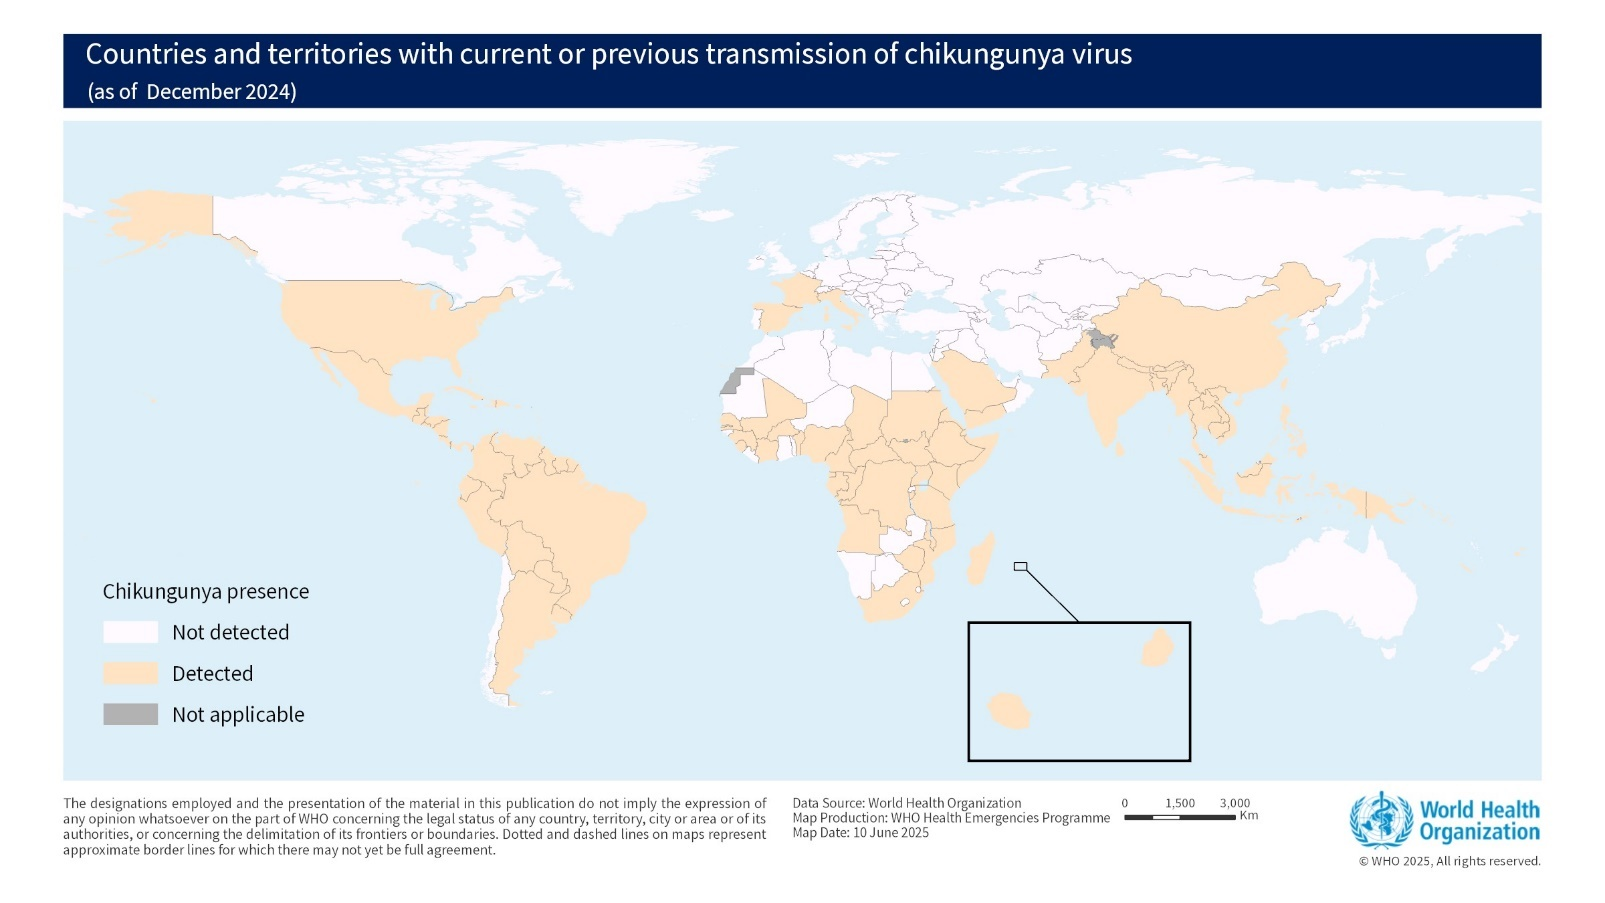 Countries and territories with current or previous transmission of chikungunya virus
(as of  December 2024)
Chikungunya presence
Not detected
Detected
Not applicable
The designations employed and the presentation of the material in this publication do not imply the expression of
any opinion whatsoever on the part of WHO concerning the legal status of any country, territory, city or area or of its
authorities, or concerning the delimitation of its frontiers or boundaries. Dotted and dashed lines on maps represent
approximate border lines for which there may not yet be full agreement.
Data Source: World Health Organization
Map Production: WHO Health Emergencies Programme
Map Date: 10 June 2025
0 1,500 3,000
Km
World Health
Organization
© WHO 2025, All rights reserved.